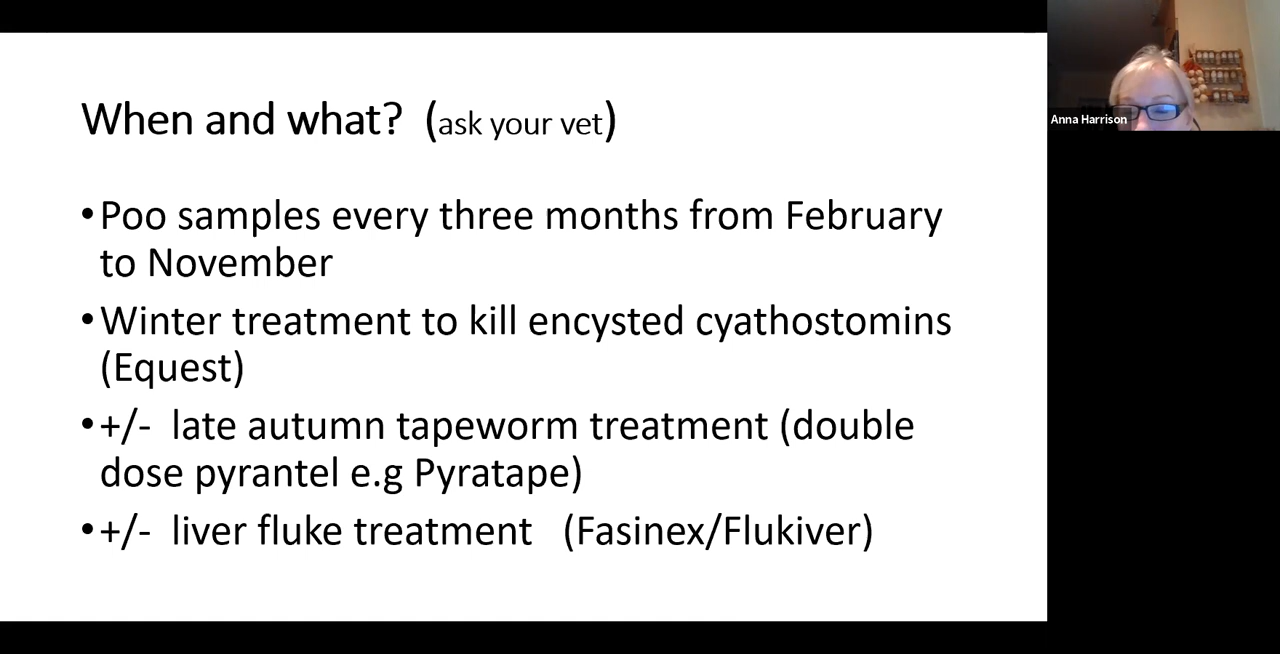 When and what? (ask your vet)
•Poo samples every three months from February
to November
•Winter treatment to kill encysted cyathostomins
(Equest)
•+/- late autumn tapeworm treatment (double
dose pyrantel e.g Pyratape)
•+/- liver fluke treatment (Fasinex/Flukiver)
Anna Harrison